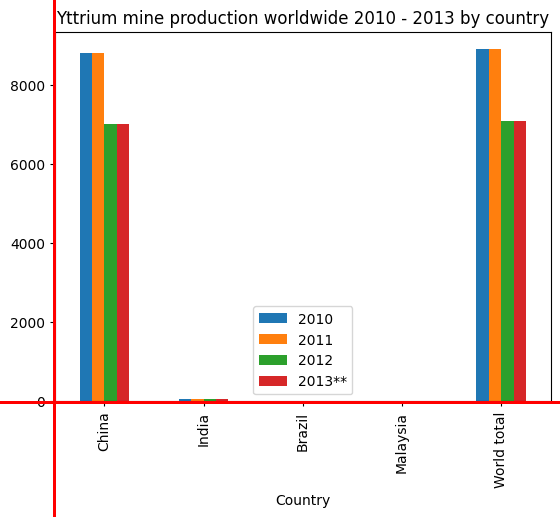 Yttrium mine production worldwide 2010 - 2013 by country
8000
6000
4000
2000
0
2010
2011
2012
2013**
China
India
Brazil
Malaysia
World total
Country